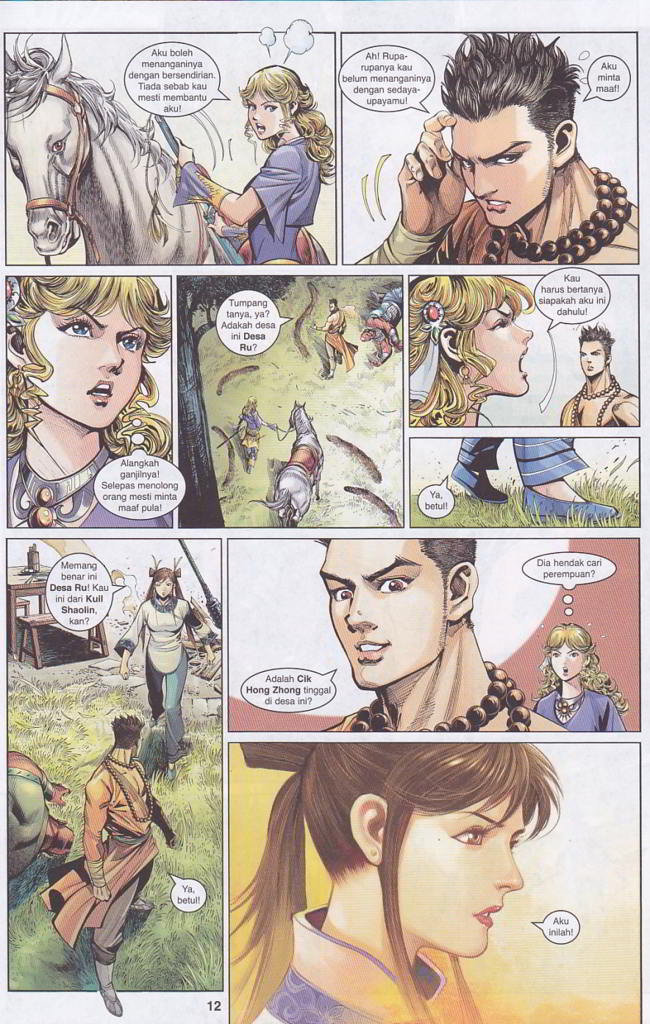 Aku boleh
menanganinya
dengan bersendirian.
Tiada sebab kau
mesti membantu
aku!
Ah! Rupa-
rupanya kau
belum menanganinya
dengan sedaya-
upayamu!
Aku
minta
maaf!
Alangkah
ganjilnya!
Selepas menolong
orang mesti minta
maaf pula!
Tumpang
tanya, ya?
Adakah desa
ini Desa
Ru?
Kau
harus bertanya
siapakah aku ini
dahulu!
Ya,
betul!
Memang
benar ini
Desa Ru! Kau
ini dari Kuil
Shaolin,
kan?
Ya,
betul!
Adalah Cik
Hong Zhong tinggal
di desa ini?
Dia hendak cari
perempuan?
Aku
inilah!
12